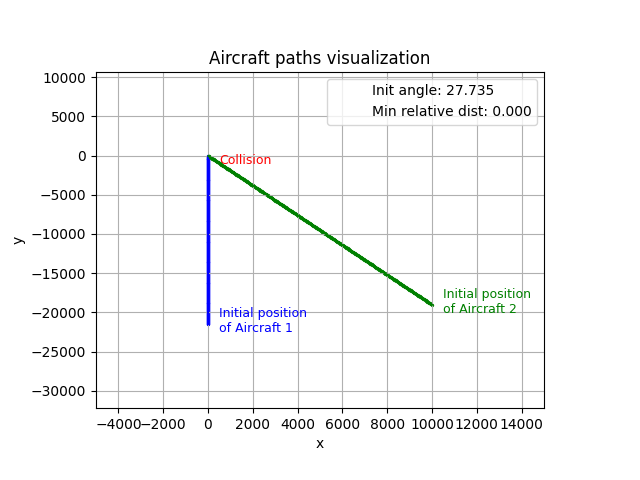 Aircraft paths visualization
Init angle: 27.735
Min relative dist: 0.000
Collision
Initial position
of Aircraft 1
Initial position
of Aircraft 2
10000
5000
0
−5000
−10000
−15000
−20000
−25000
−30000
y
−4000 −2000 0 2000 4000 6000 8000 10000 12000 14000
x